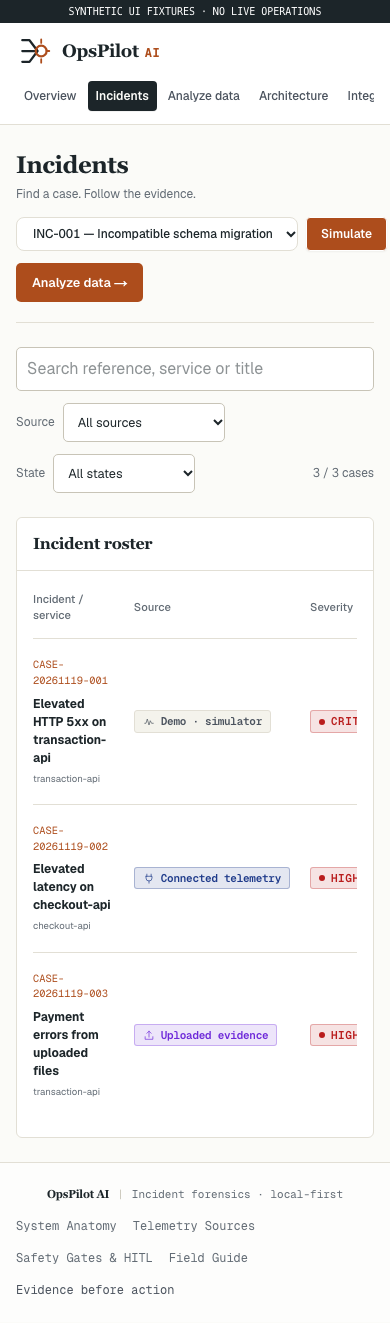 SYNTHETIC UI FIXTURES · NO LIVE OPERATIONS
OpsPilot AI
Overview Incidents Analyze data Architecture Integ
Incidents
Find a case. Follow the evidence.
INC-001 — Incompatible schema migration Simulate
Analyze data →
Search reference, service or title
Source All sources
State All states 3 / 3 cases
Incident roster
Incident /
service
Source Severity
CASE-
20261119-001
Elevated
HTTP 5xx on
transaction-
api
transaction-api
Demo · simulator CRIT
CASE-
20261119-002
Elevated
latency on
checkout-api
checkout-api
Connected telemetry HIGH
CASE-
20261119-003
Payment
errors from
uploaded
files
transaction-api
Uploaded evidence HIGH
OpsPilot AI | Incident forensics · local-first
System Anatomy Telemetry Sources
Safety Gates & HITL Field Guide
Evidence before action